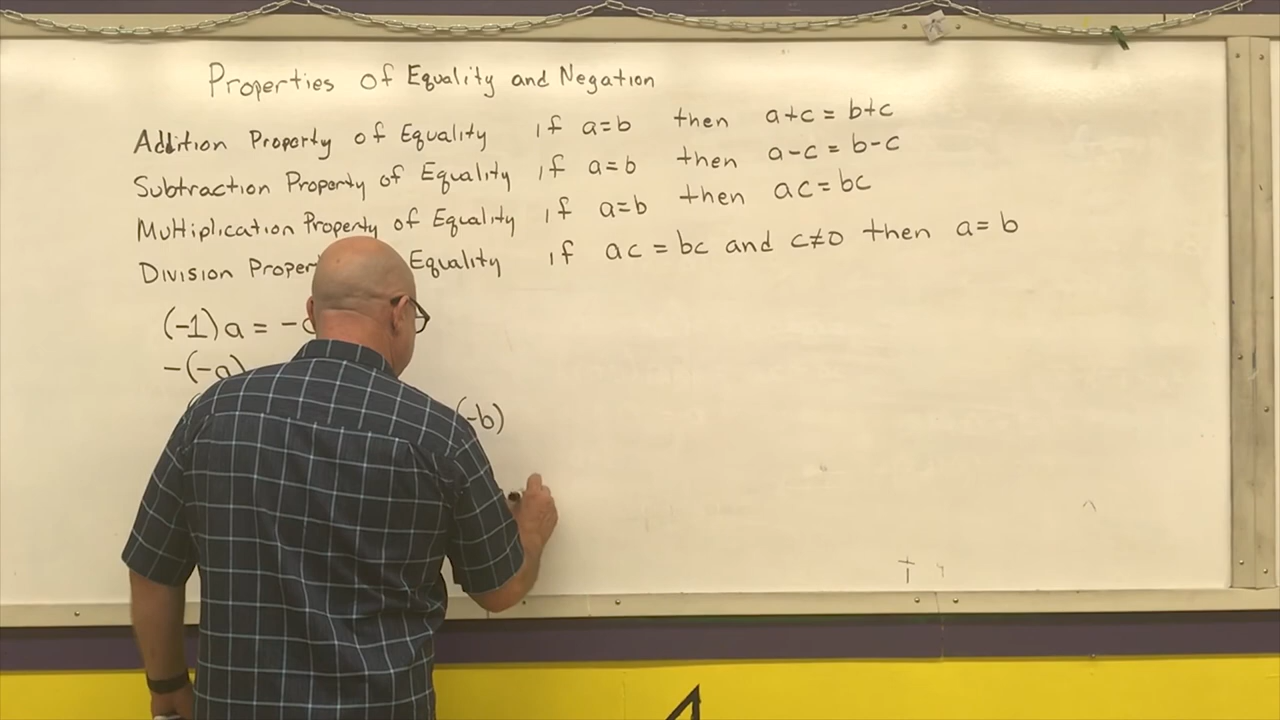 Properties of Equality and Negation
Addition Property of Equality if a=b then a+c = b+c
Subtraction Property of Equality if a=b then a-c = b-c
Multiplication Property of Equality if a=b then ac = bc
Division Equality if ac = bc and c≠0 then a = b
(-1)a = -
-(-a)
(-b)